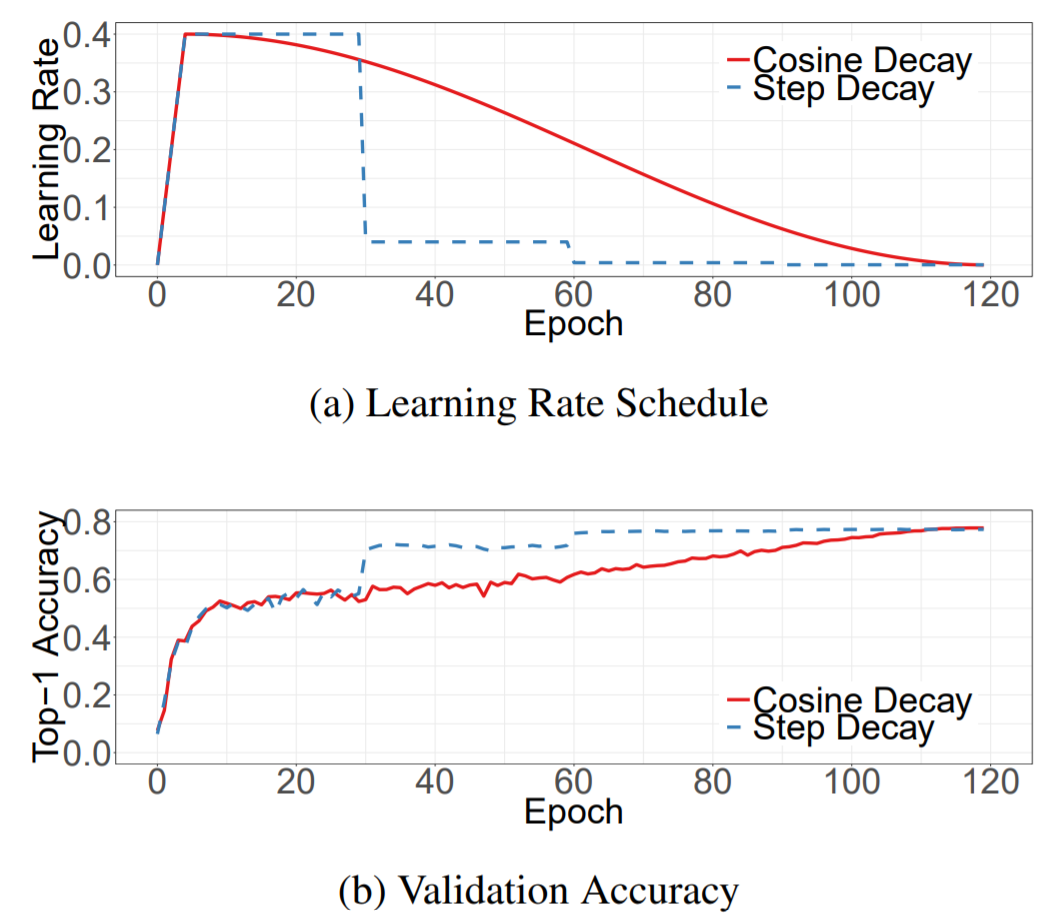 Learning Rate
0.4
0.3
0.2
0.1
0.0
Cosine Decay
Step Decay
0 20 40 60 80 100 120
Epoch
(a) Learning Rate Schedule
Top−1 Accuracy
0.8
0.6
0.4
0.2
0.0
Cosine Decay
Step Decay
0 20 40 60 80 100 120
Epoch
(b) Validation Accuracy